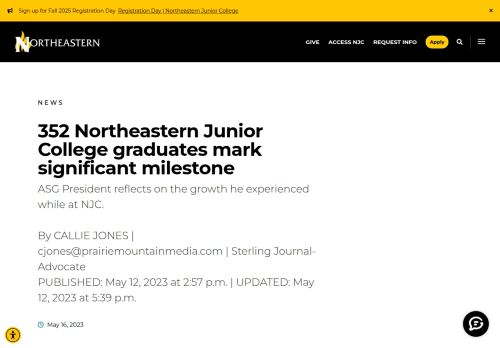 Sign up for Fall 2025 Registration Day Registration Day | Northeastern Junior College ×
NORTHEASTERN GIVE ACCESS NJC REQUEST INFO Apply
NEWS
352 Northeastern Junior
College graduates mark
significant milestone
ASG President reflects on the growth he experienced
while at NJC.
By CALLIE JONES |
cjones@prairiemountainmedia.com | Sterling Journal-
Advocate
PUBLISHED: May 12, 2023 at 2:57 p.m. | UPDATED: May
12, 2023 at 5:39 p.m.
May 16, 2023